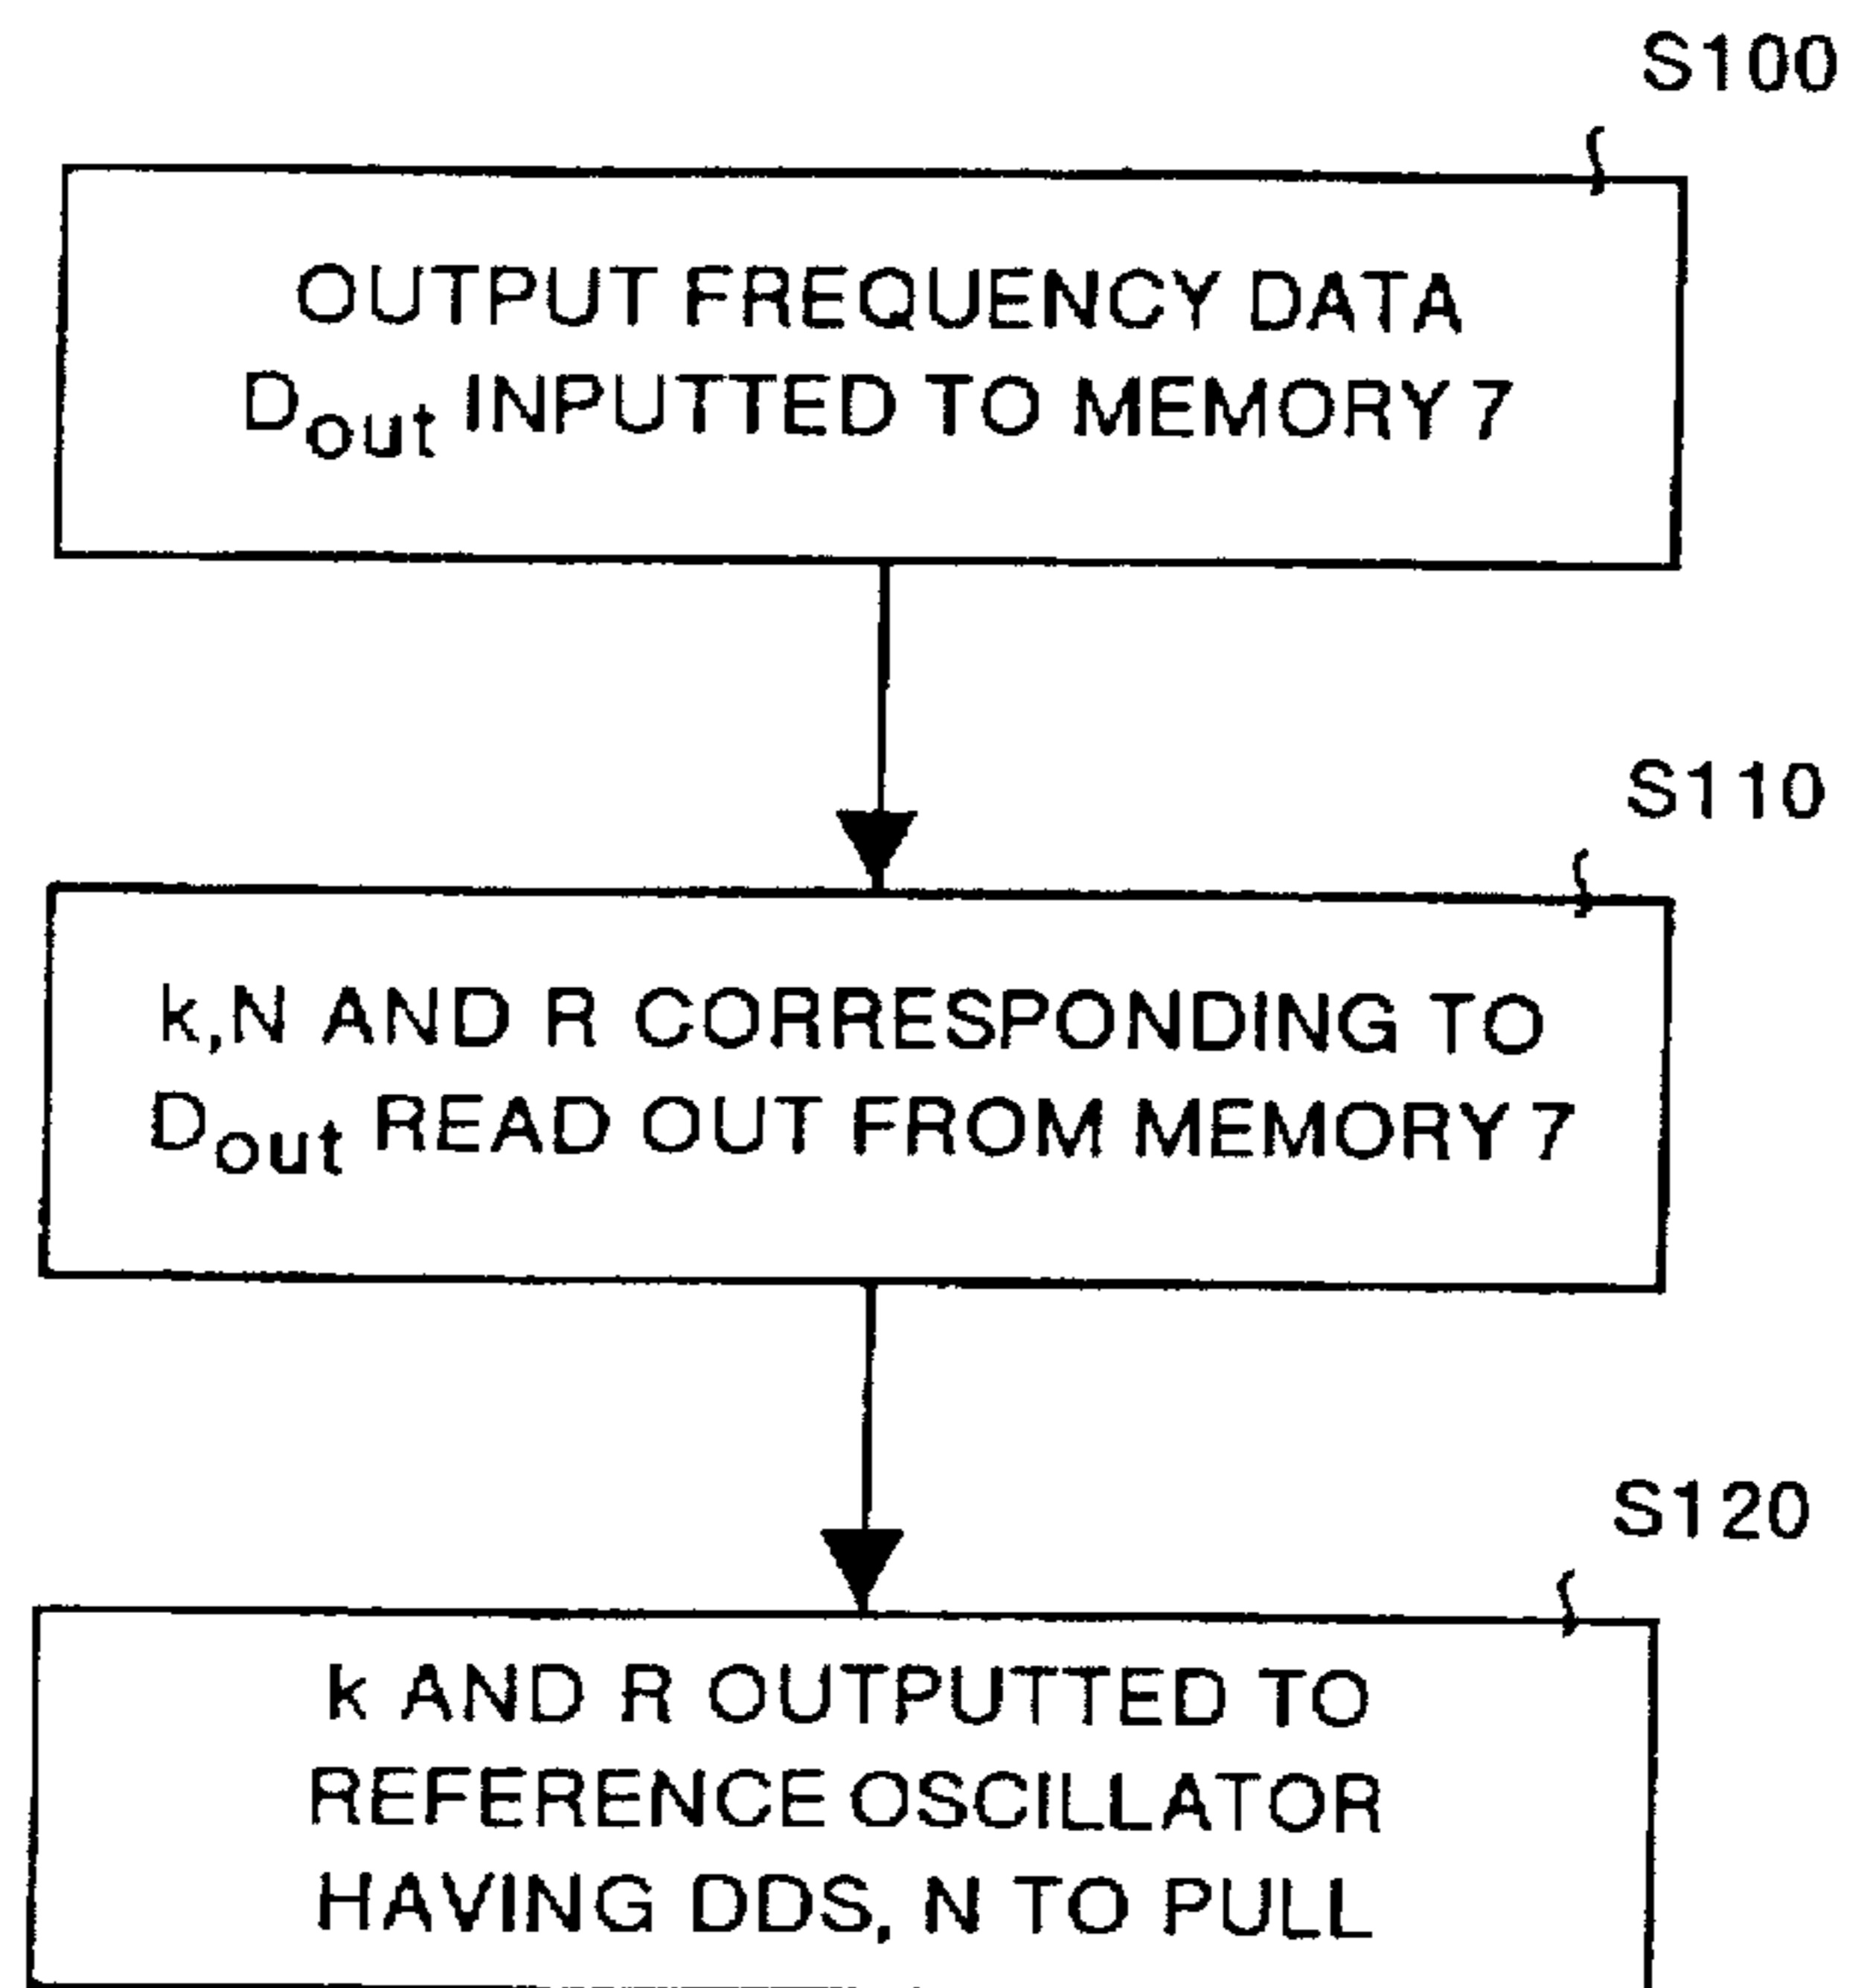 S100
OUTPUT FREQUENCY DATA
Dout INPUTTED TO MEMORY 7
S110
k,N AND R CORRESPONDING TO
Dout READ OUT FROM MEMORY 7
S120
k AND R OUTPUTTED TO
REFERENCE OSCILLATOR
HAVING DDS, N TO PULL